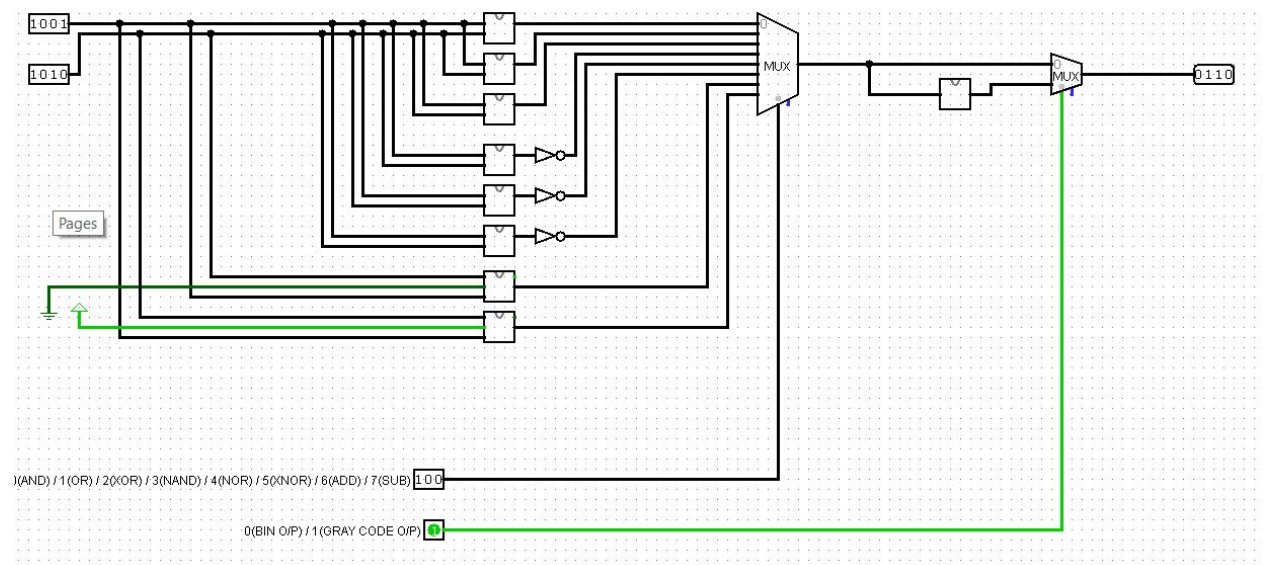 1001
0
MUX
0
MUX
0110
1010
Pages
)(AND) / 1(OR) / 2(XOR) / 3(NAND) / 4(NOR) / 5(XNOR) / 6(ADD) / 7(SUB) 100
0(BIN O/P) / 1(GRAY CODE O/P) 1